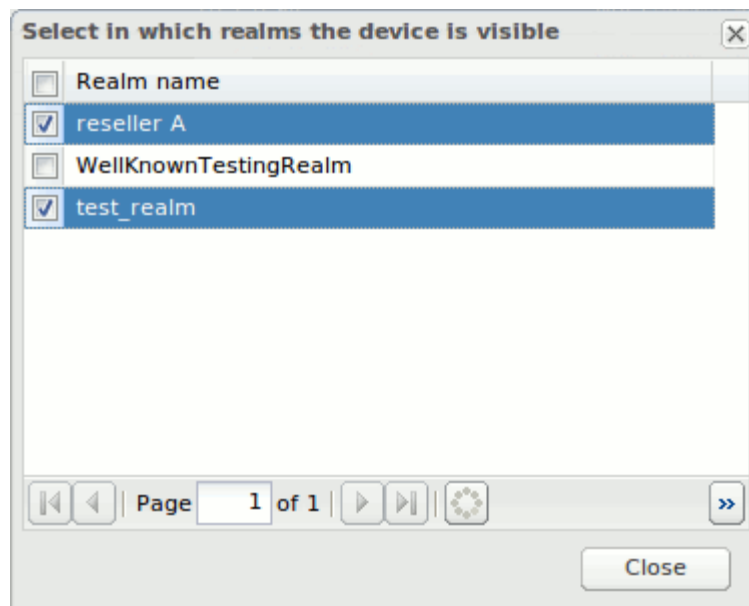 Select in which realms the device is visible
Realm name
reseller A
WellKnownTestingRealm
test_realm
Page 1 of 1
Close